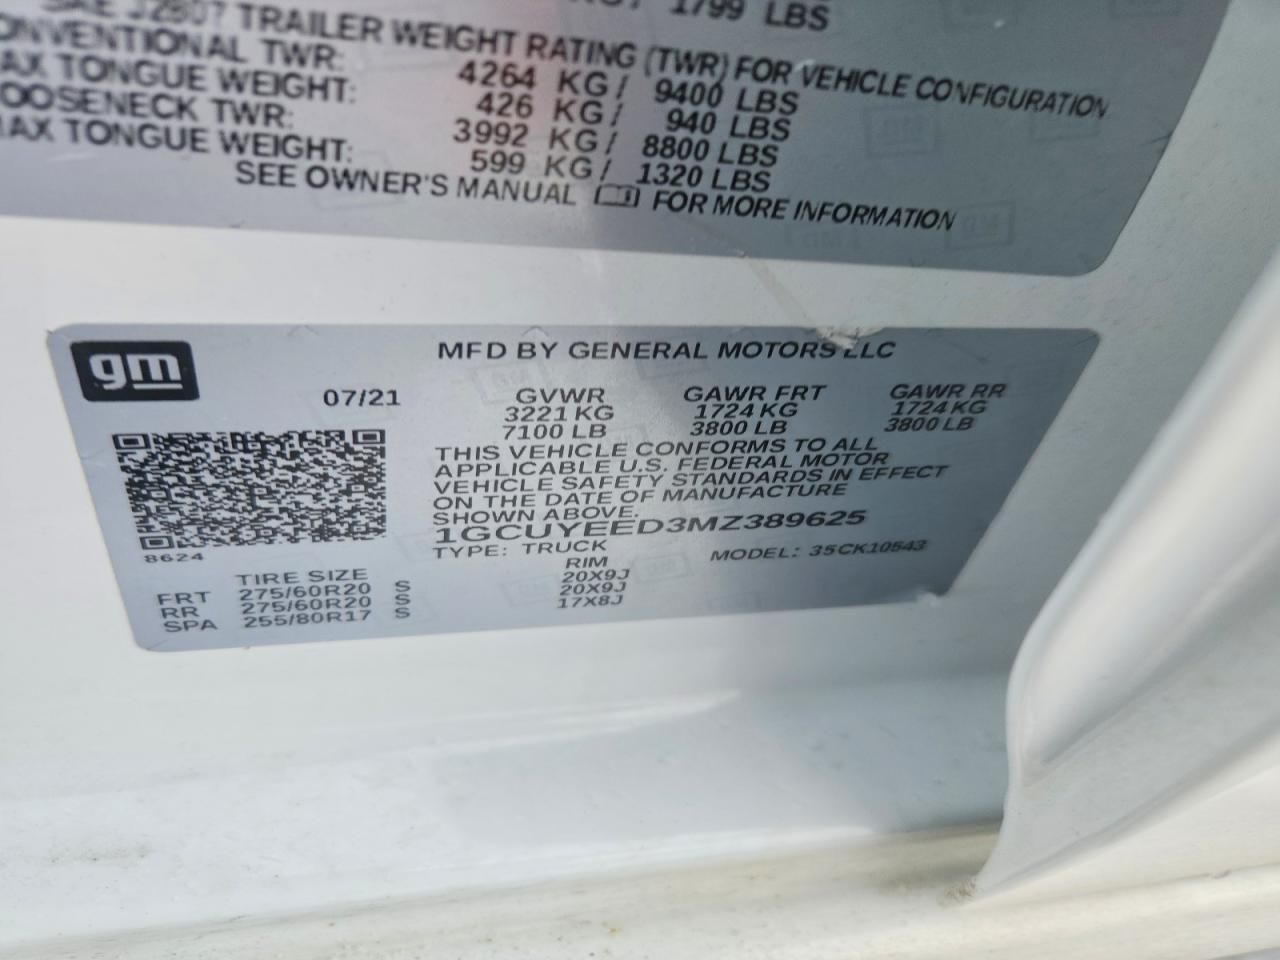 1799 LBS
SAE J2807 TRAILER WEIGHT RATING (TWR) FOR VEHICLE CONFIGURATION
ONVENTIONAL TWR: 4264 KG/ 9400 LBS
AX TONGUE WEIGHT: 426 KG/ 940 LBS
OOSENECK TWR: 3992 KG/ 8800 LBS
AX TONGUE WEIGHT: 599 KG/ 1320 LBS
SEE OWNER'S MANUAL FOR MORE INFORMATION
gm
MFD BY GENERAL MOTORS LLC
07/21 GVWR GAWR FRT GAWR RR
3221 KG 1724 KG 1724 KG
7100 LB 3800 LB 3800 LB
THIS VEHICLE CONFORMS TO ALL
APPLICABLE U.S. FEDERAL MOTOR
VEHICLE SAFETY STANDARDS IN EFFECT
ON THE DATE OF MANUFACTURE
SHOWN ABOVE.
1GCUYEED3MZ389625
8624
TYPE: TRUCK MODEL: 35CK10543
TIRE SIZE RIM
FRT 275/60R20 S 20X9J
RR 275/60R20 S 20X9J
SPA 255/80R17 S 17X8J